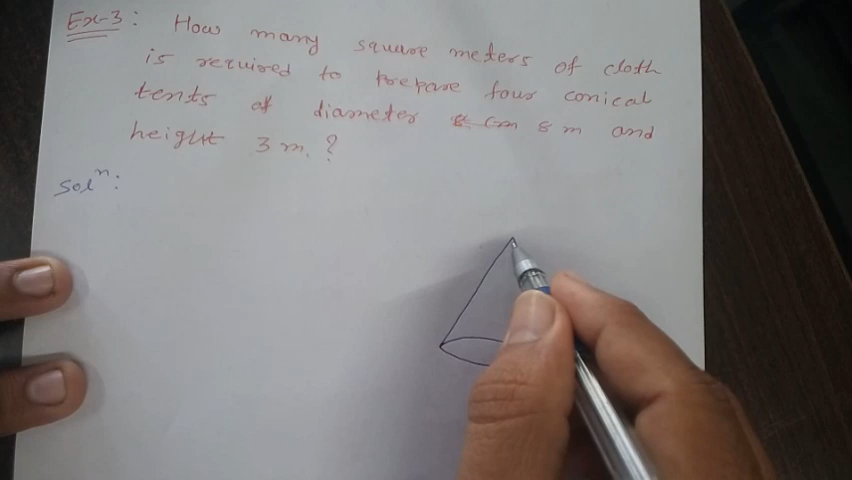 Ex-3: How many square meters of cloth
is required to prepare four conical
tents of diameter 8 m and
height 3 m.?
Solⁿ: